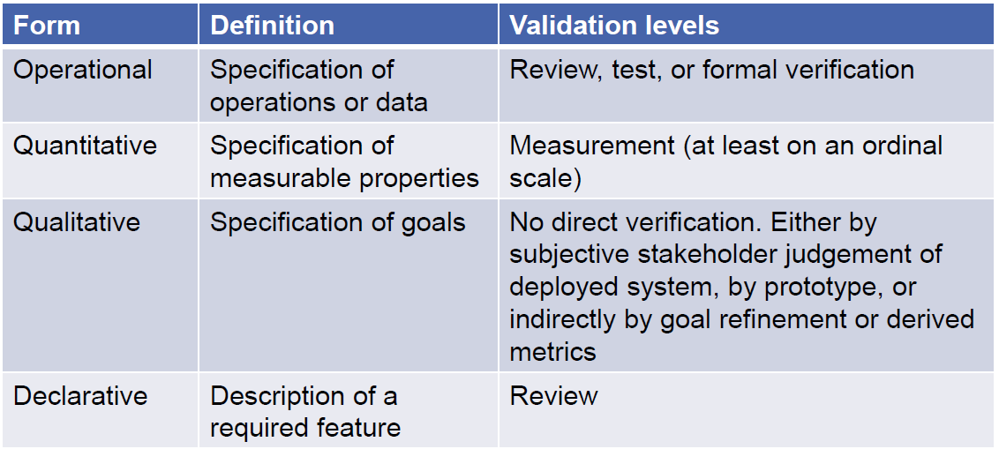 Form Definition Validation levels
Operational Specification of operations or data Review, test, or formal verification
Quantitative Specification of measurable properties Measurement (at least on an ordinal scale)
Qualitative Specification of goals No direct verification. Either by subjective stakeholder judgement of deployed system, by prototype, or indirectly by goal refinement or derived metrics
Declarative Description of a required feature Review